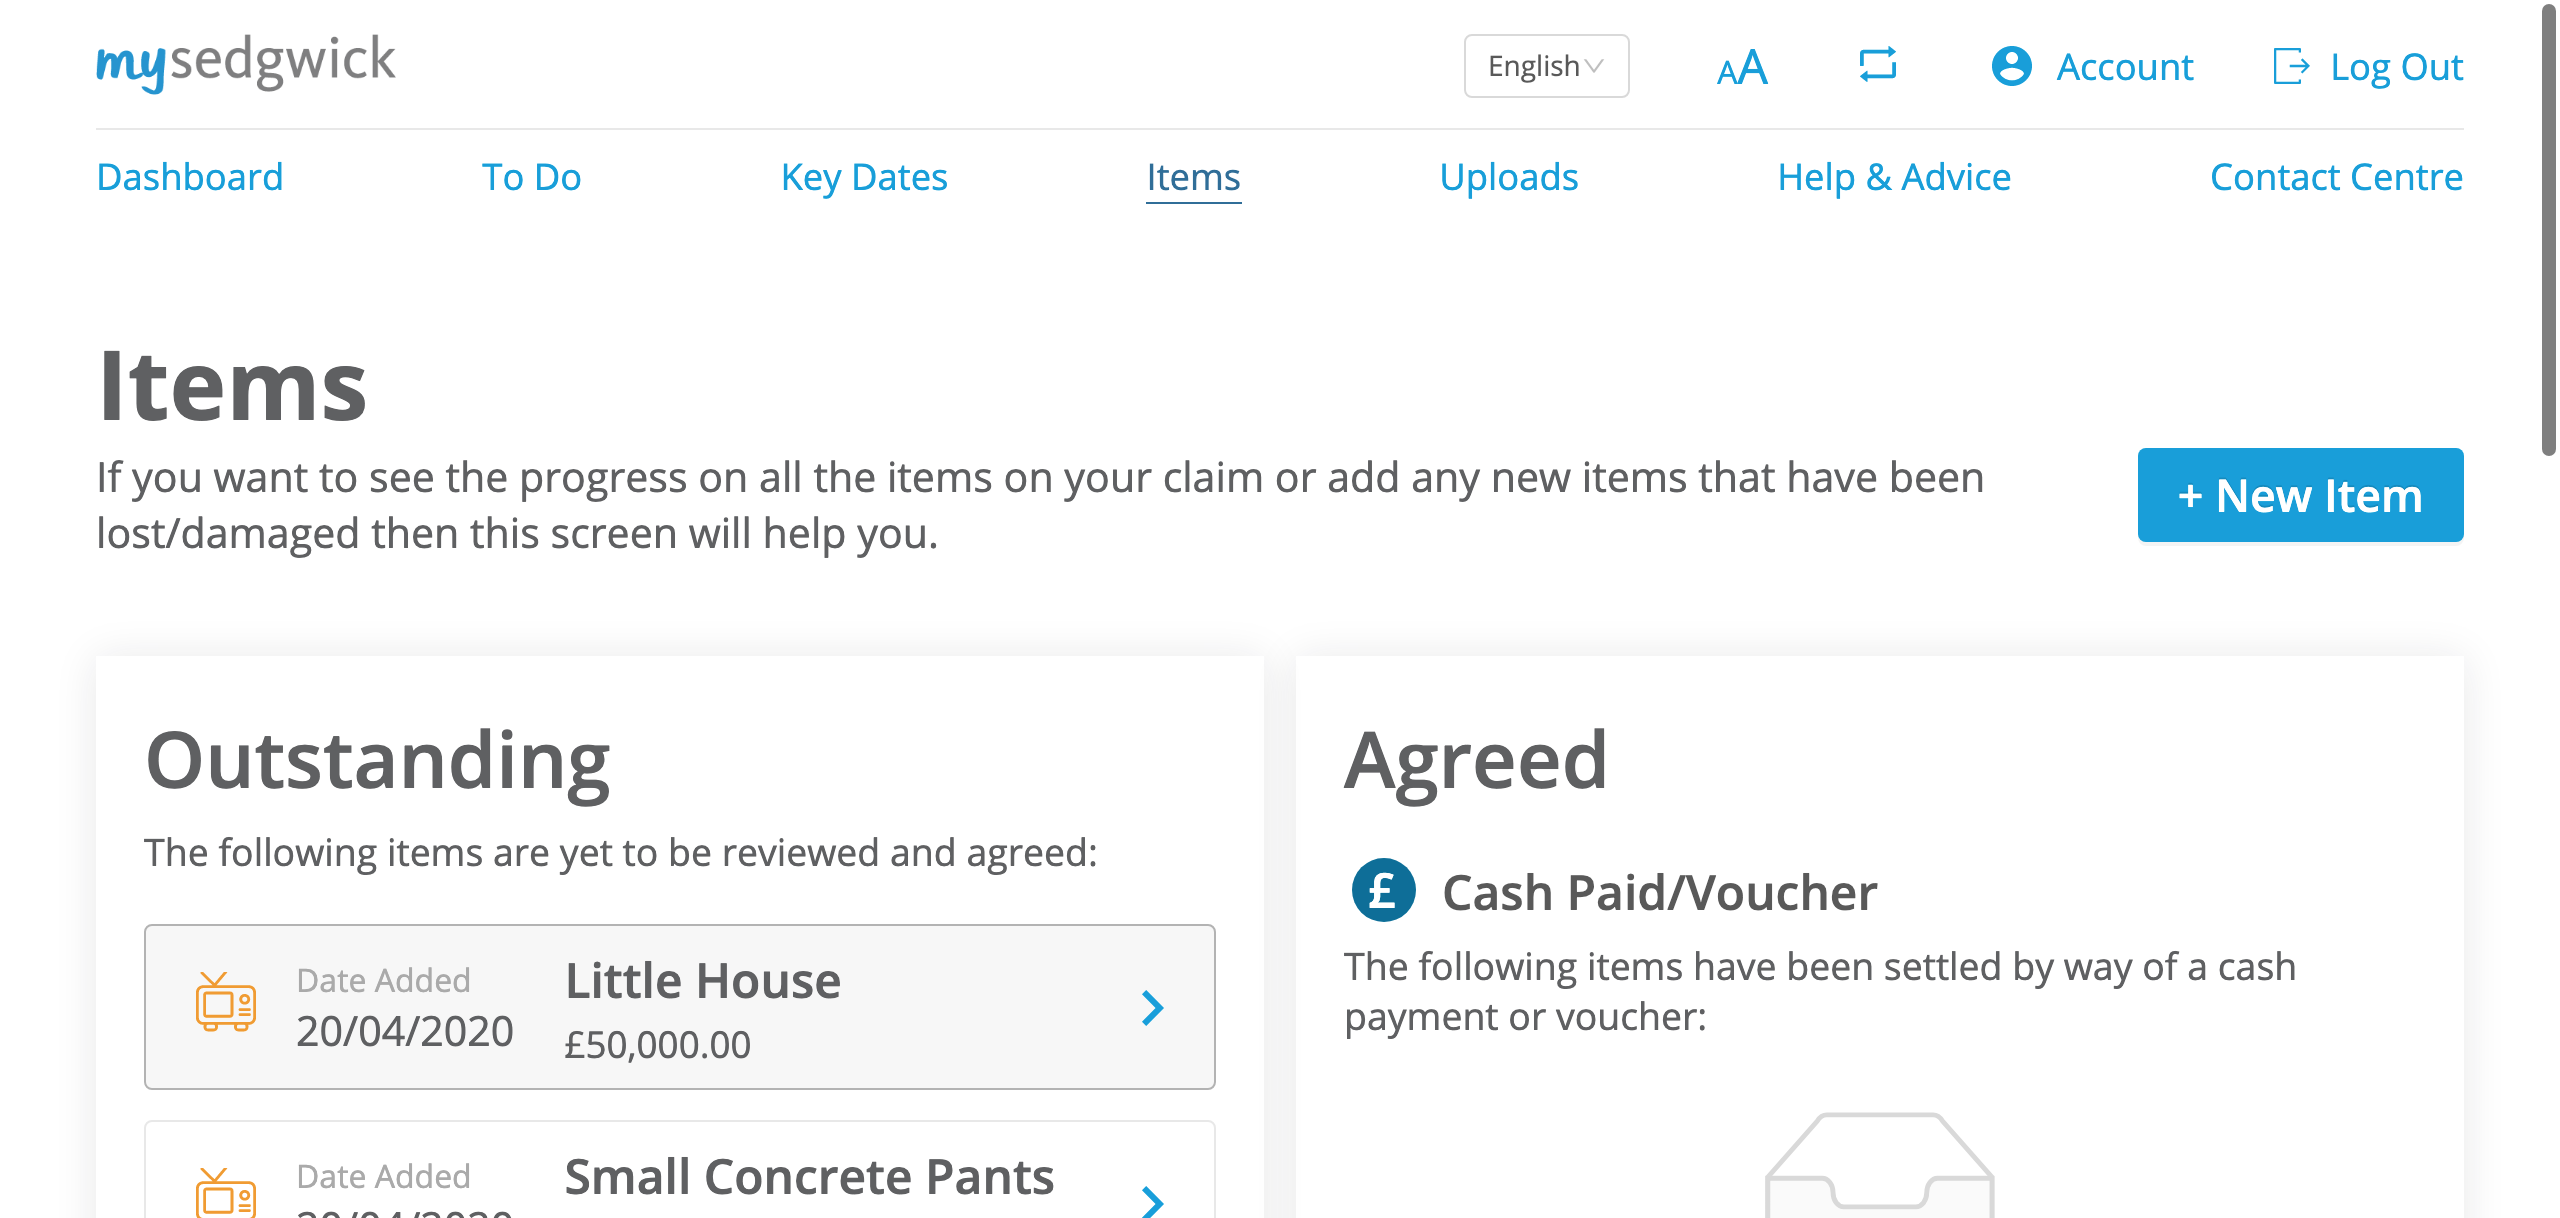 mysedgwick
English
AA
Account
Log Out
Dashboard
To Do
Key Dates
Items
Uploads
Help & Advice
Contact Centre
Items
If you want to see the progress on all the items on your claim or add any new items that have been
lost/damaged then this screen will help you.
+ New Item
Outstanding
The following items are yet to be reviewed and agreed:
Date Added
20/04/2020
Little House
£50,000.00
Date Added
20/04/2020
Small Concrete Pants
Agreed
£ Cash Paid/Voucher
The following items have been settled by way of a cash
payment or voucher: